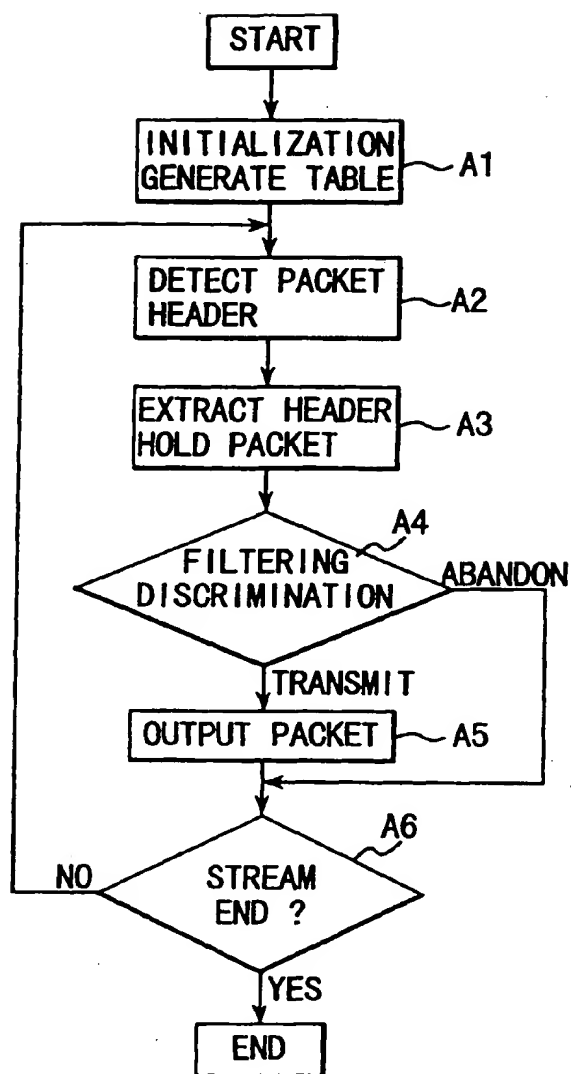 START
INITIALIZATION
GENERATE TABLE
A1
DETECT PACKET
HEADER
A2
EXTRACT HEADER
HOLD PACKET
A3
A4
FILTERING
DISCRIMINATION
ABANDON
TRANSMIT
OUTPUT PACKET
A5
A6
NO
STREAM
END ?
YES
END